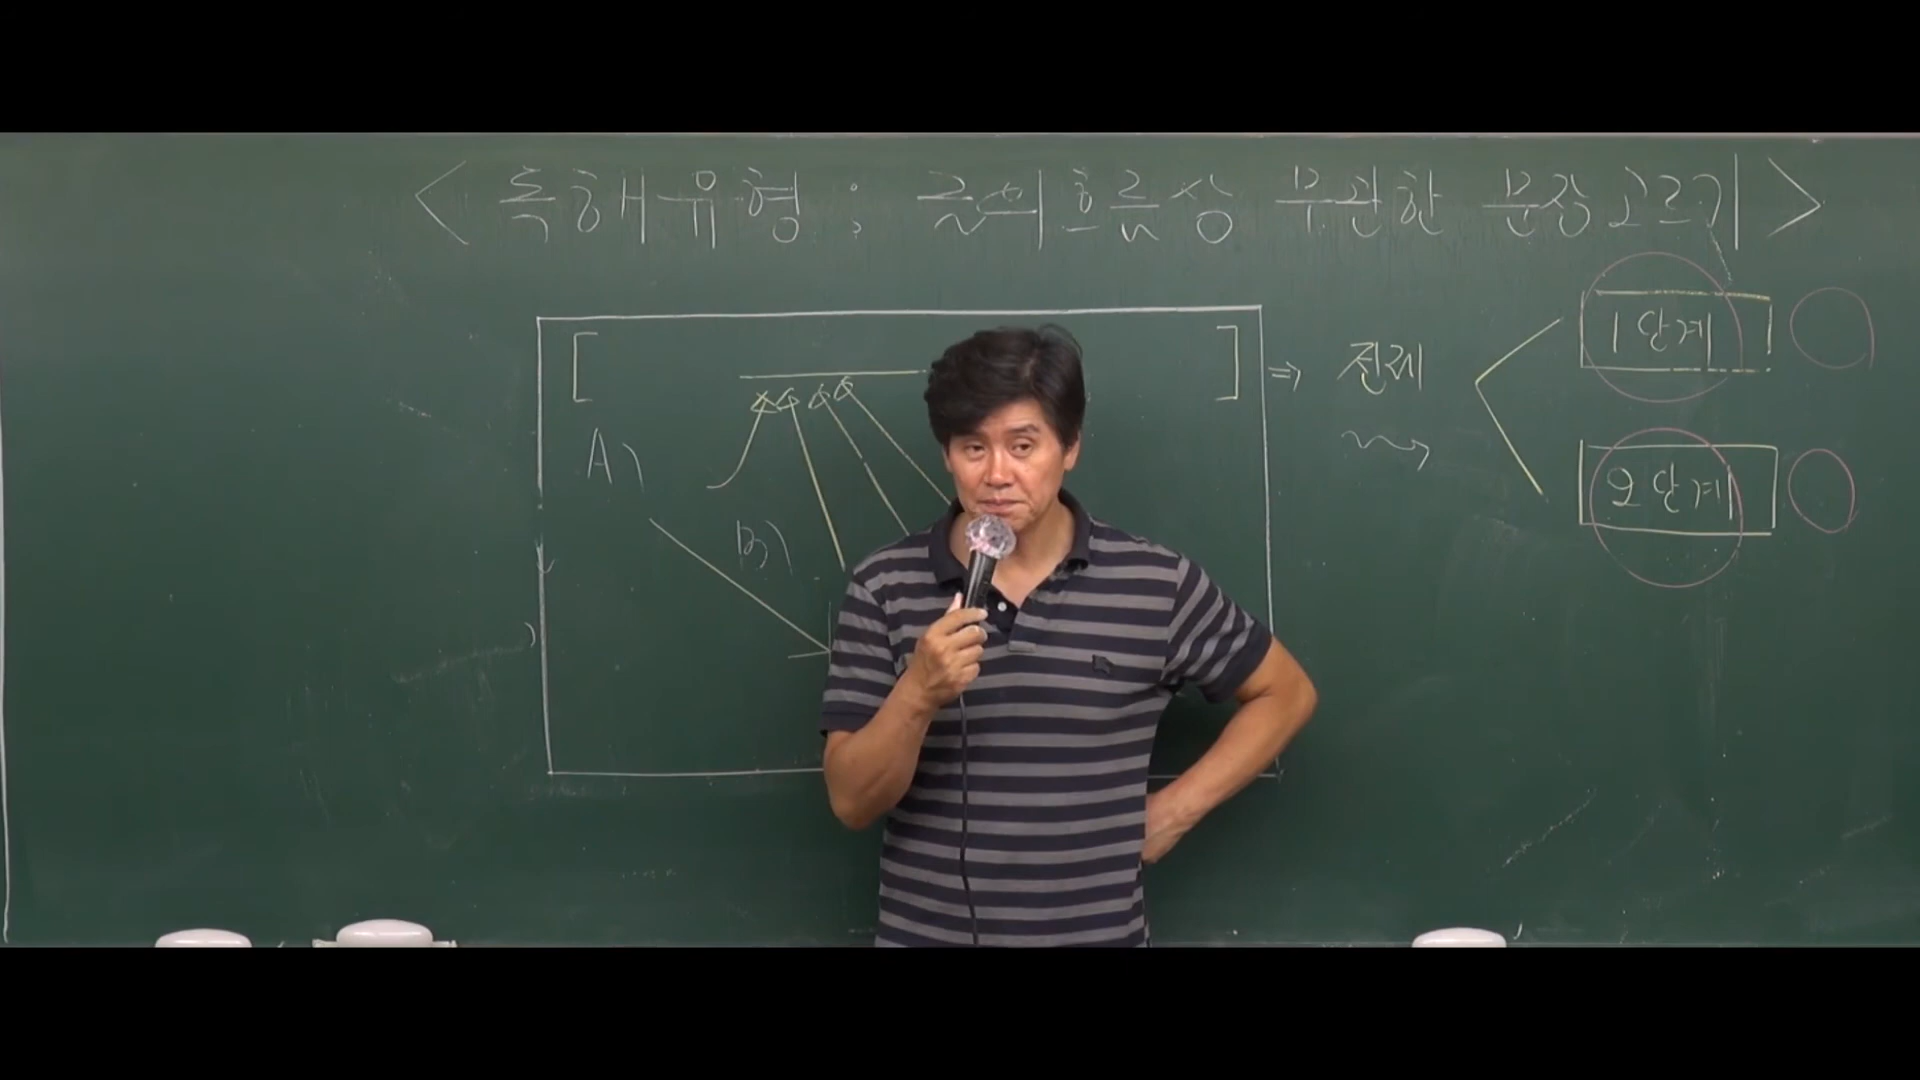 < 독해유형 : 글의 흐름상 무관한 문장 고르기 >
[ ] ⇒ 전제
1단계
A)
2단계
B)